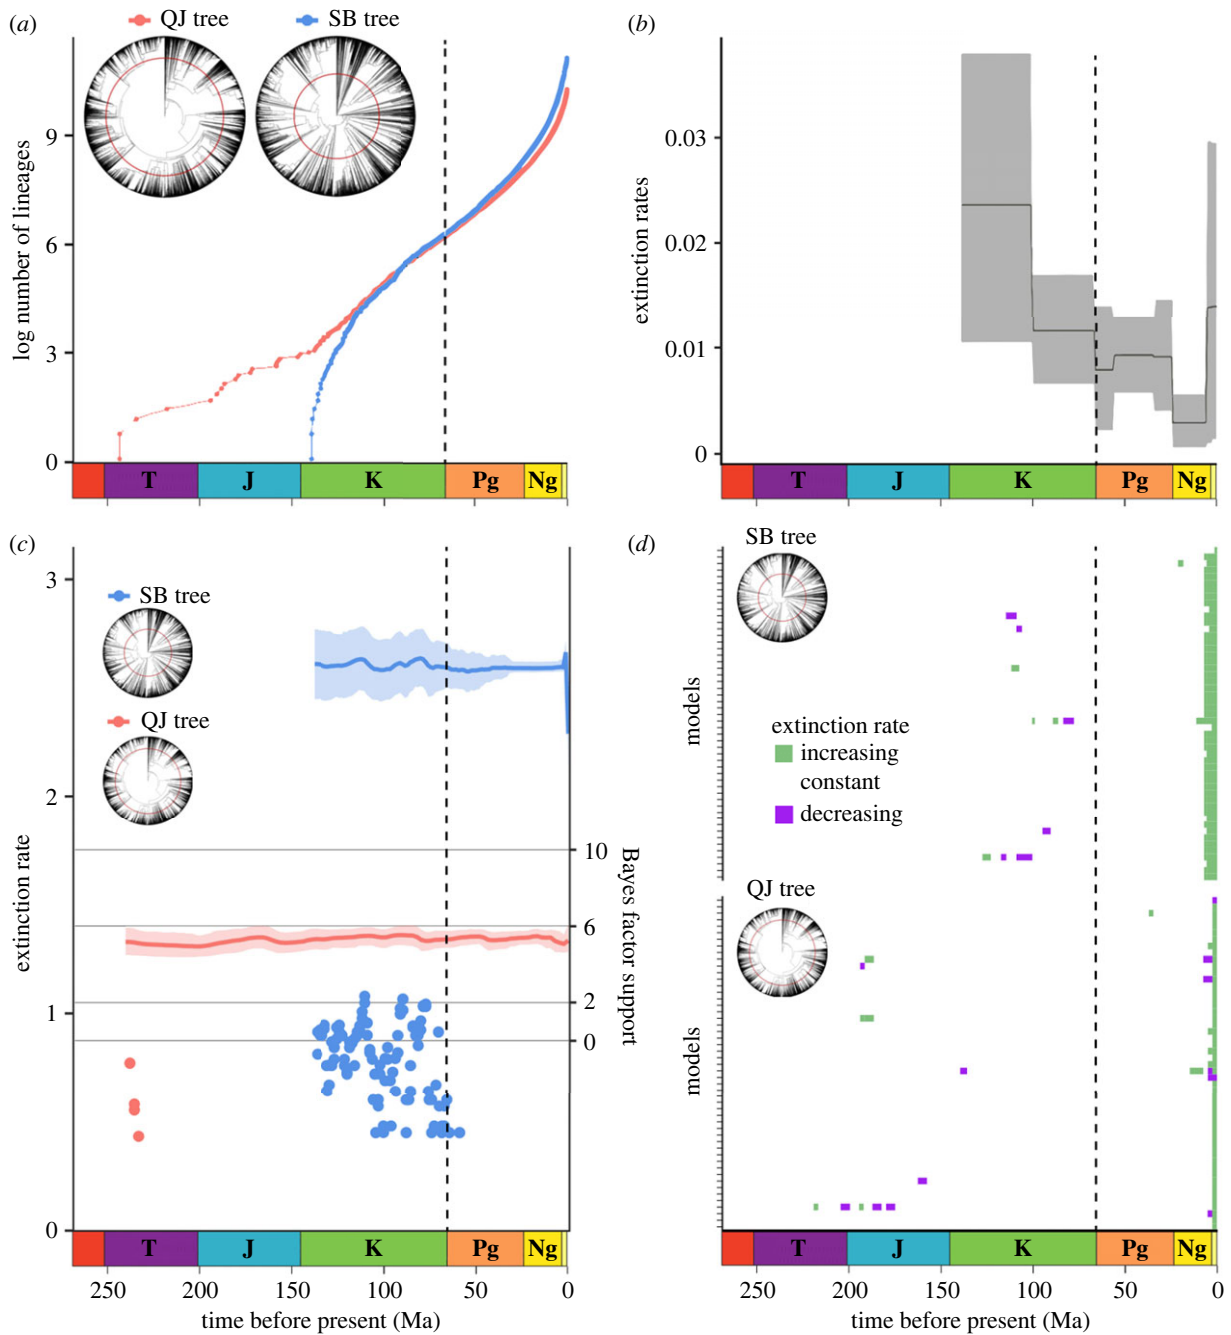 (a)
QJ tree
SB tree
log number of lineages
9
6
3
0
T J K Pg Ng
(b)
extinction rates
0.03
0.02
0.01
0
T J K Pg Ng
(c)
SB tree
QJ tree
extinction rate
3
2
1
0
10
6
2
0
Bayes factor support
T J K Pg Ng
250 200 150 100 50 0
time before present (Ma)
(d)
SB tree
models
extinction rate
increasing
constant
decreasing
QJ tree
models
T J K Pg Ng
250 200 150 100 50 0
time before present (Ma)